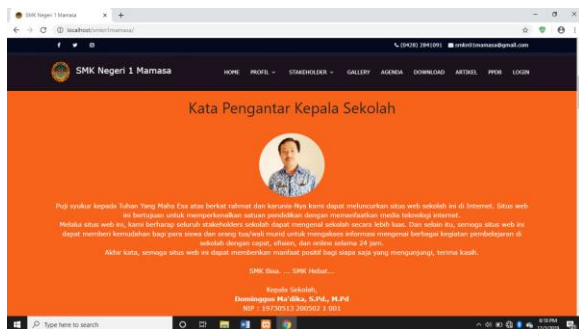 SMK Negeri 1 Mamasa
localhost/smkn1mamasa/
(0428) 2841091 smkn01mamasa@gmail.com
SMK Negeri 1 Mamasa
HOME PROFIL STAKEHOLDER GALLERY AGENDA DOWNLOAD ARTIKEL PPDB LOGIN
Kata Pengantar Kepala Sekolah
Puji syukur kepada Tuhan Yang Maha Esa atas berkat rahmat dan karunia-Nya kami dapat meluncurkan situs web sekolah ini di Internet. Situs web
ini bertujuan untuk memperkenalkan satuan pendidikan dengan memanfaatkan media teknologi internet.
Melalui situs web ini, kami berharap seluruh stakeholders sekolah dapat mengenal sekolah secara lebih luas. Dan selain itu, semoga situs web ini
dapat memberi kemudahan bagi para siswa dan orang tua/wali murid untuk mengakses informasi mengenai berbagai kegiatan pembelajaran di
sekolah dengan cepat, efisien, dan online selama 24 jam.
Akhir kata, semoga situs web ini dapat memberikan manfaat positif bagi siapa saja yang mengunjungi, terima kasih.
SMK Bisa. ... SMK Hebat...
Kepala Sekolah,
Dominggus Ma'dika, S.Pd., M.Pd
NIP : 19730513 200502 1 001
Type here to search